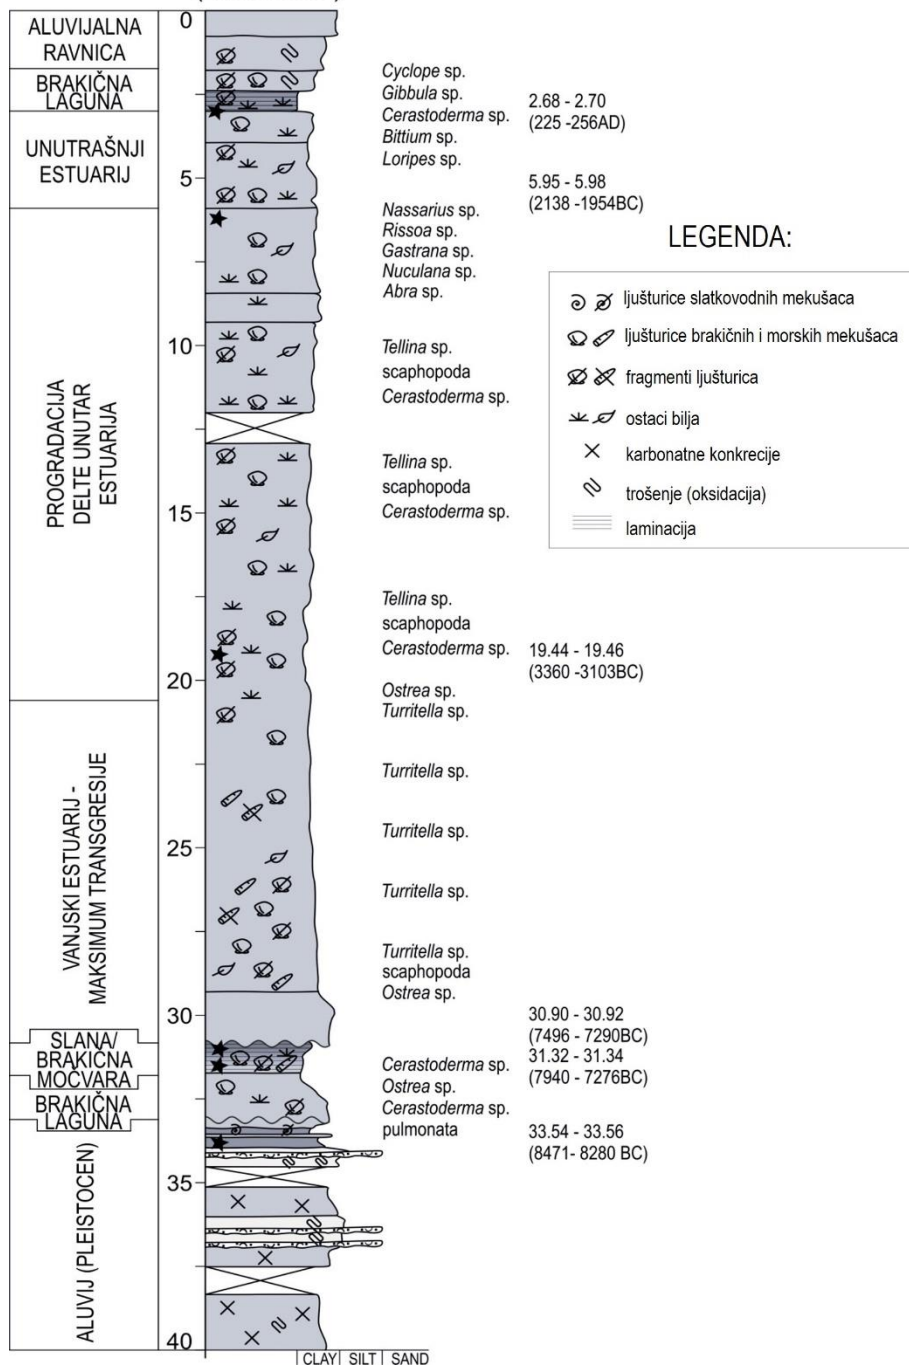 0
ALUVIJALNA
RAVNICA
BRAKIČNA
LAGUNA
UNUTRAŠNJI
ESTUARIJ
5
PROGRADACIJA
DELTE UNUTAR
ESTUARIJA
10
15
20
VANJSKI ESTUARIJ -
MAKSIMUM TRANSGRESIJE
25
30
SLANA/
BRAKIČNA
MOČVARA
BRAKIČNA
LAGUNA
ALUVIJ (PLEISTOCEN)
35
40
CLAY SILT SAND
Cyclope sp.
Gibbula sp.
Cerastoderma sp.
Bittium sp.
Loripes sp.
Nassarius sp.
Rissoa sp.
Gastrana sp.
Nuculana sp.
Abra sp.
Tellina sp.
scaphopoda
Cerastoderma sp.
Tellina sp.
scaphopoda
Cerastoderma sp.
Tellina sp.
scaphopoda
Cerastoderma sp.
Ostrea sp.
Turritella sp.
Turritella sp.
Turritella sp.
Turritella sp.
Turritella sp.
scaphopoda
Ostrea sp.
Cerastoderma sp.
Ostrea sp.
Cerastoderma sp.
pulmonata
2.68 - 2.70
(225 -256AD)
5.95 - 5.98
(2138 -1954BC)
19.44 - 19.46
(3360 -3103BC)
30.90 - 30.92
(7496 - 7290BC)
31.32 - 31.34
(7940 - 7276BC)
33.54 - 33.56
(8471- 8280 BC)
LEGENDA:
ljušturice slatkovodnih mekušaca
ljušturice brakičnih i morskih mekušaca
fragmenti ljušturica
ostaci bilja
karbonatne konkrecije
trošenje (oksidacija)
laminacija